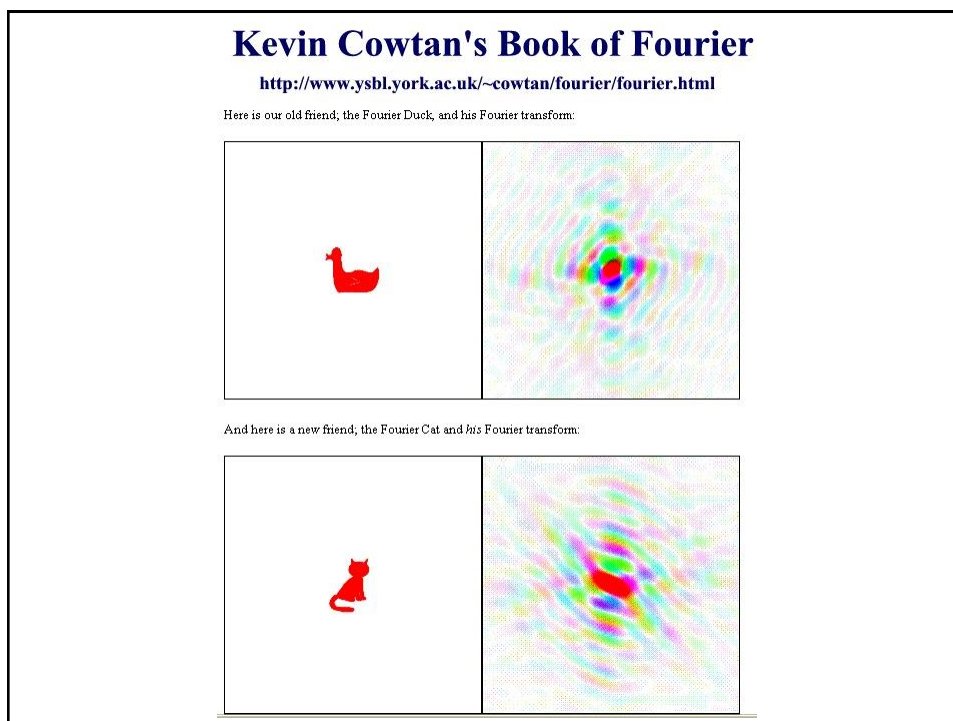 Kevin Cowtan's Book of Fourier
http://www.ysbl.york.ac.uk/~cowtan/fourier/fourier.html
Here is our old friend; the Fourier Duck, and his Fourier transform:
And here is a new friend; the Fourier Cat and his Fourier transform: